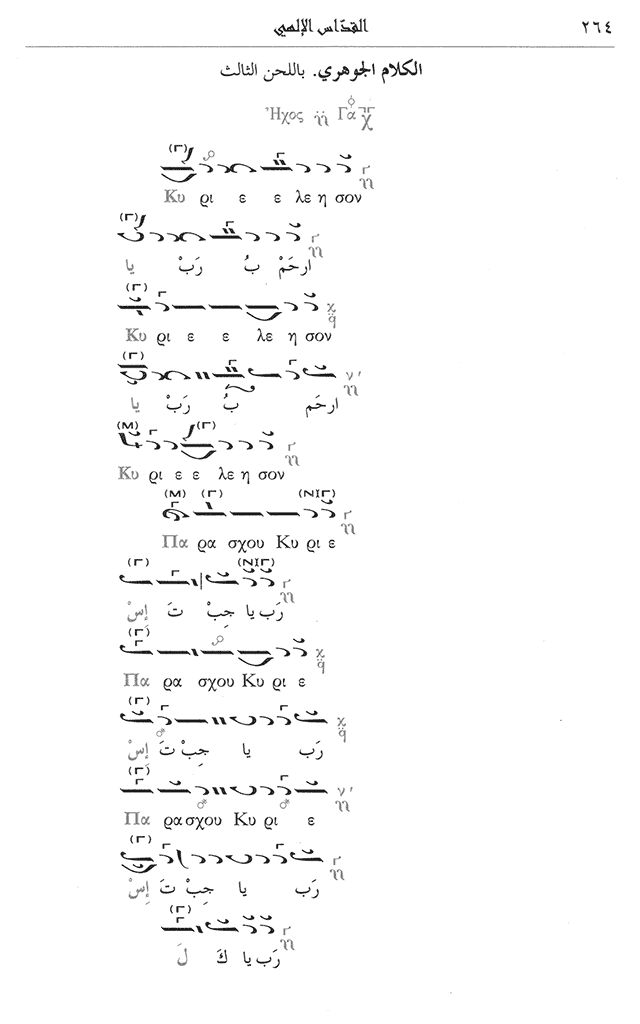 القدّاس الإلهي ٢٦٤
الكلام الجوهري. باللحن الثالث
Ἦχος Γα
(Γ)
Κυ ρι ε ε λε η σον
(Γ)
يا رَبْ بُ ارحَمْ
(Γ)
Κυ ρι ε ε λε η σον
(Γ)
يا رَبْ بُ ارحَم
(Μ) (Γ)
Κυ ρι ε ε λε η σον
(Μ) (Γ) (ΝΙΓ)
Πα ρα σχου Κυ ρι ε
(Γ) (ΝΙΓ)
إسْ تَ جِبْ يا رَب
(Γ)
Πα ρα σχου Κυ ρι ε
(Γ)
إسْ تَ جِبْ يا رَب
(Γ)
Πα ρα σχου Κυ ρι ε
(Γ)
إسْ تَ جِبْ يا رَب
(Γ)
لَ كَ يا رَب